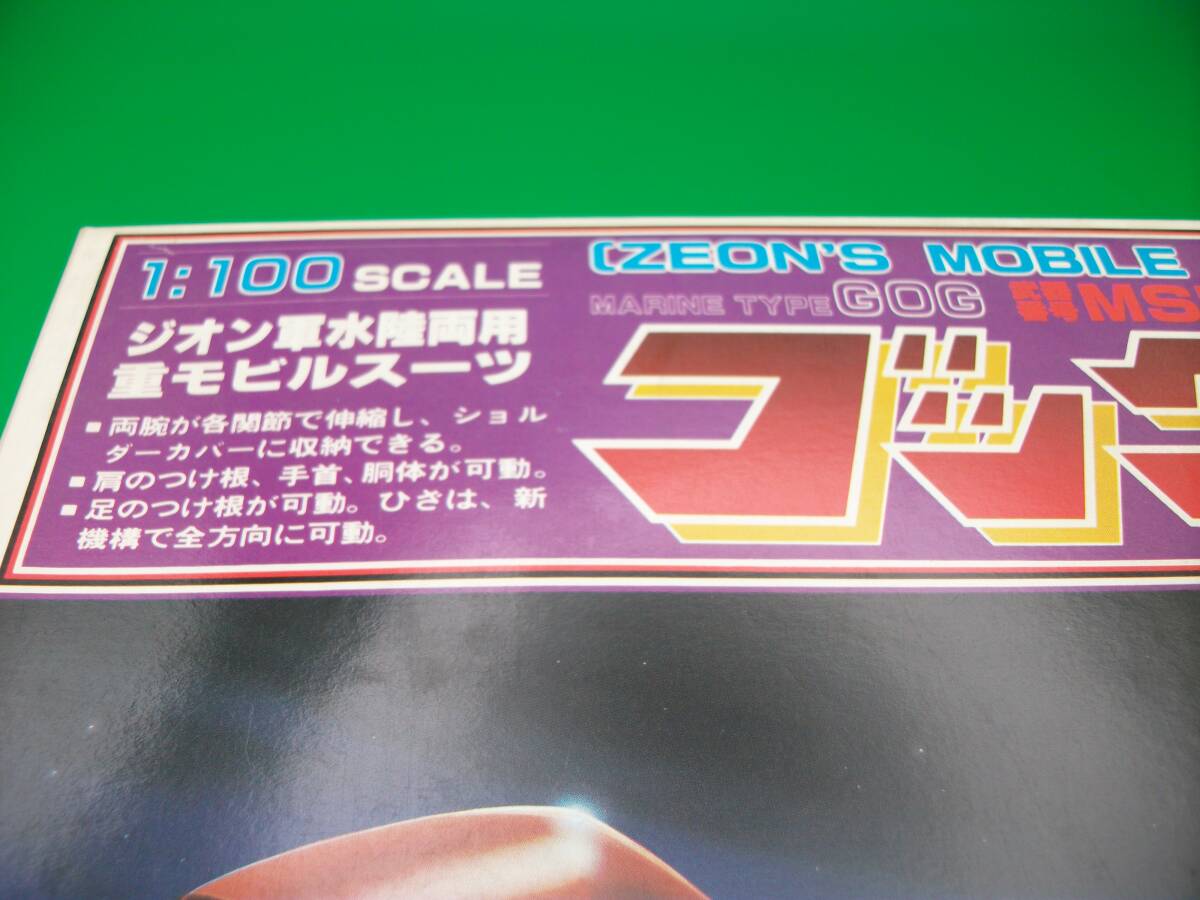 1:100 SCALE
ジオン軍水陸両用
重モビルスーツ
■両腕が各関節で伸縮し、ショル
ダーカバーに収納できる。
■肩のつけ根、手首、胴体が可動。
■足のつけ根が可動。ひざは、新
機構で全方向に可動。
(ZEON'S MOBILE
MARINE TYPE GOG
MS
ゴッ